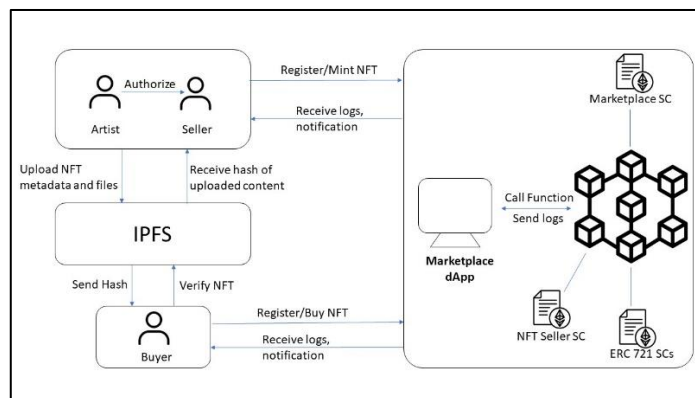 Authorize
Artist
Seller
Register/Mint NFT
Receive logs,
notification
Marketplace SC
Upload NFT
metadata and files
Receive hash of
uploaded content
IPFS
Call Function
Send logs
Marketplace
dApp
Send Hash
Verify NFT
Register/Buy NFT
Buyer
Receive logs,
notification
NFT Seller SC
ERC 721 SCs